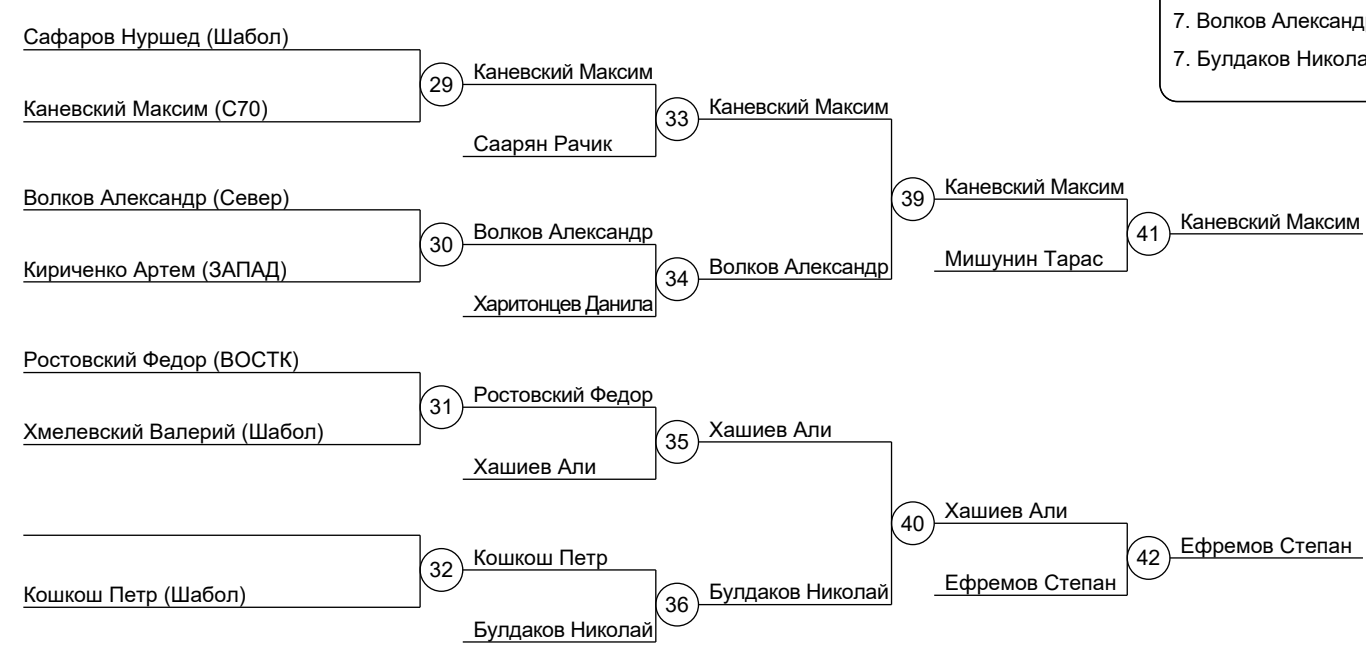 7. Волков Александр
7. Булдаков Никола
Сафаров Нуршед (Шабол)
Каневский Максим (С70)
29
Каневский Максим
Саарян Рачик
33
Каневский Максим
Волков Александр (Север)
Кириченко Артем (ЗАПАД)
30
Волков Александр
Харитонцев Данила
34
Волков Александр
39
Каневский Максим
Мишунин Тарас
41
Каневский Максим
Ростовский Федор (ВОСТК)
Хмелевский Валерий (Шабол)
31
Ростовский Федор
Хашиев Али
35
Хашиев Али
Кошкош Петр (Шабол)
32
Кошкош Петр
Булдаков Николай
36
Булдаков Николай
40
Хашиев Али
Ефремов Степан
42
Ефремов Степан